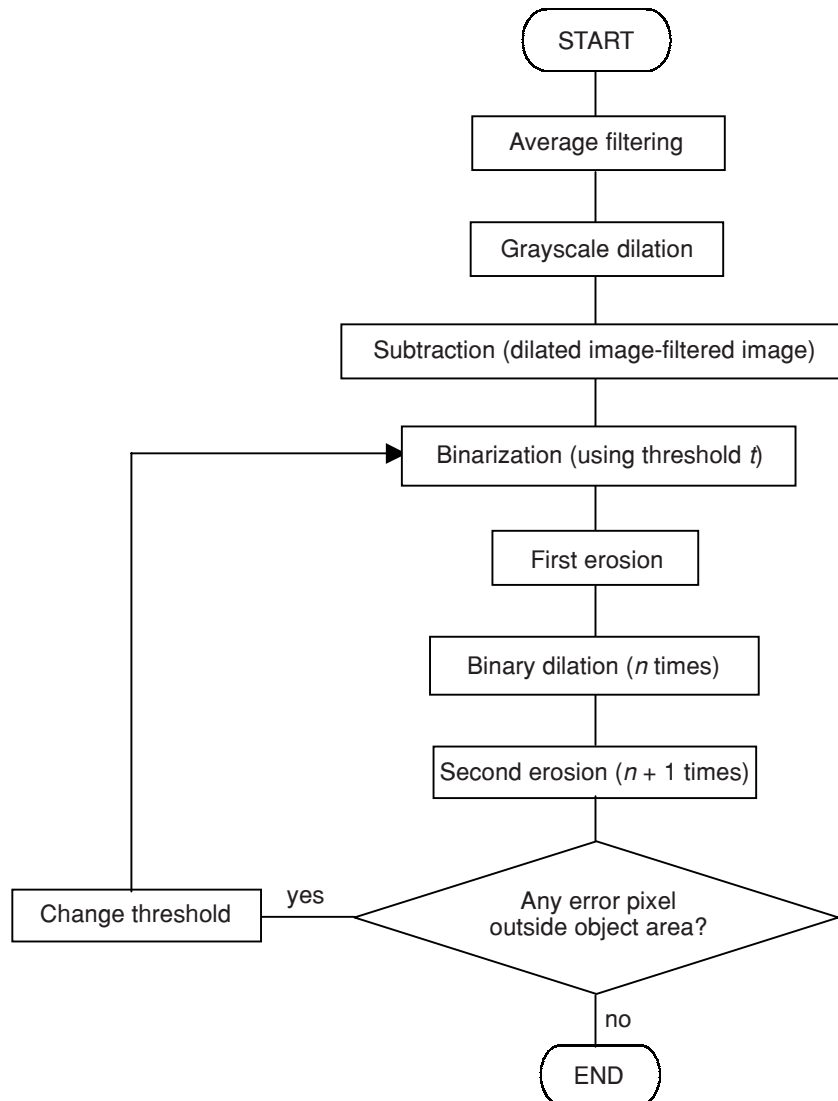 START
Average filtering
Grayscale dilation
Subtraction (dilated image-filtered image)
Binarization (using threshold t)
First erosion
Binary dilation (n times)
Second erosion (n + 1 times)
Any error pixel
outside object area?
yes
Change threshold
no
END